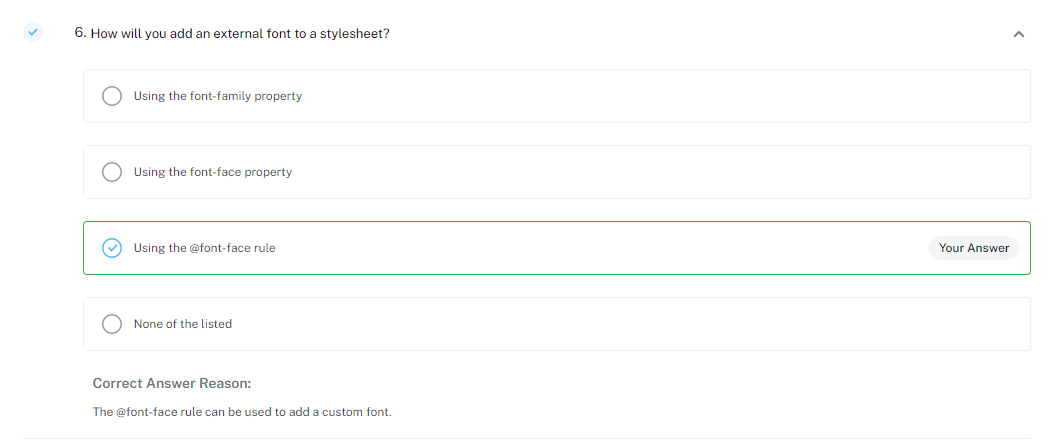 6. How will you add an external font to a stylesheet?
Using the font-family property
Using the font-face property
Using the @font-face rule
Your Answer
None of the listed
Correct Answer Reason:
The @font-face rule can be used to add a custom font.